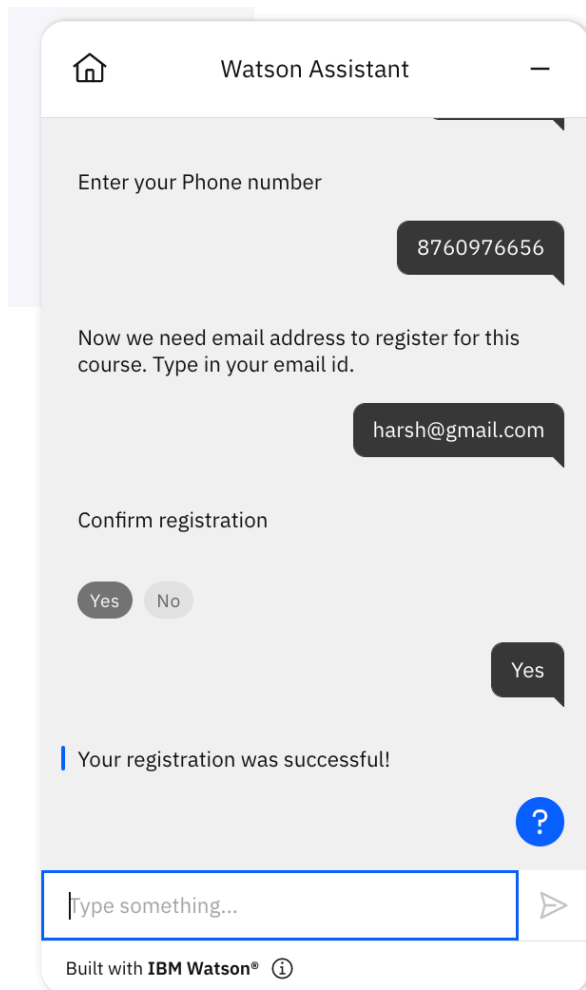 Watson Assistant
Enter your Phone number
8760976656
Now we need email address to register for this
course. Type in your email id.
harsh@gmail.com
Confirm registration
Yes No
Yes
Your registration was successful!
?
Type something...
Built with IBM Watson®